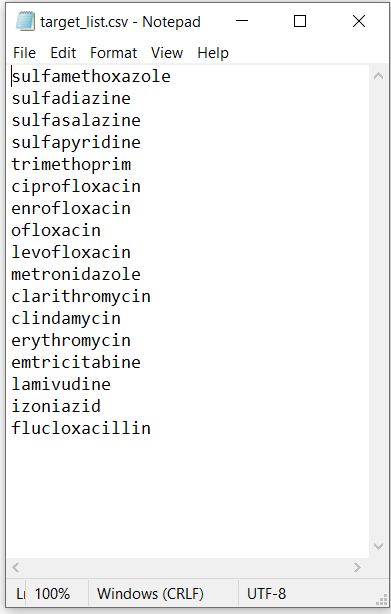 target_list.csv - Notepad
File Edit Format View Help
sulfamethoxazole
sulfadiazine
sulfasalazine
sulfapyridine
trimethoprim
ciprofloxacin
enrofloxacin
ofloxacin
levofloxacin
metronidazole
clarithromycin
clindamycin
erythromycin
emtricitabine
lamivudine
izoniazid
flucloxacillin
100% Windows (CRLF) UTF-8